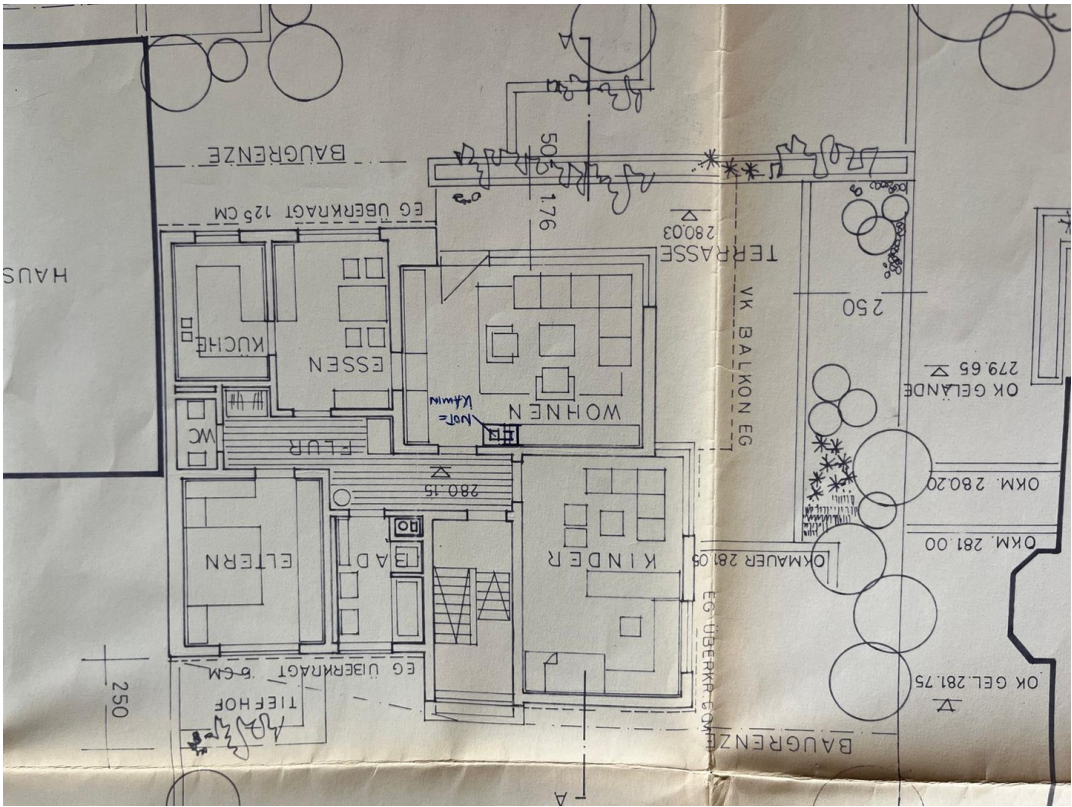 A
BAUGRENZE
50
1.76
EG ÜBERKRAGT 125 CM
280.03
TERRASSE
HAUS
VK BALKON EG
250
KÜCHE
ESSEN
279.65
OK GELÄNDE
NOT=
KAMIN
WOHNEN
WC
FLUR
280.15
OKM. 280.20
OKM. 281.00
ELTERN
BAD
KINDER
OKMAUER 281.05
EG ÜBERKR.
EG ÜBERKRAGT
CM
TIEFHOF
250
OK GEL. 281.75
BAUGRENZE
A